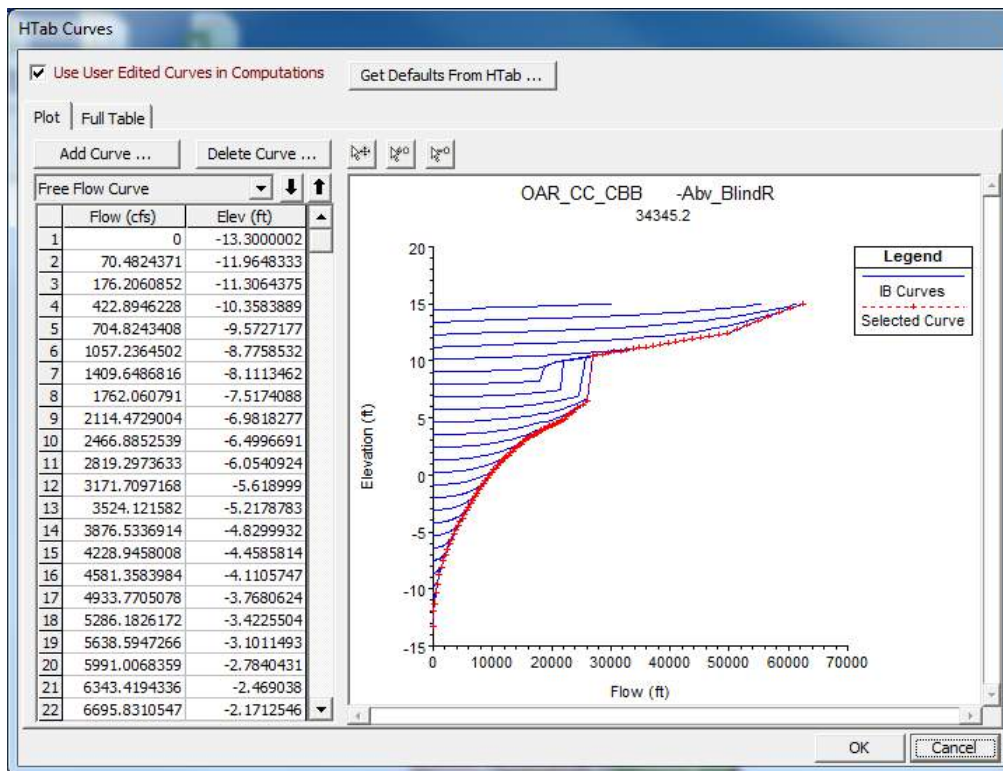 HTab Curves
Use User Edited Curves in Computations
Get Defaults From HTab ...
Plot
Full Table
Add Curve ...
Delete Curve ...
Free Flow Curve
Flow (cfs) Elev (ft)
1 0 -13.3000002
2 70.4824371 -11.9648333
3 176.2060852 -11.3064375
4 422.8946228 -10.3583889
5 704.8243408 -9.5727177
6 1057.2364502 -8.7758532
7 1409.6486816 -8.1113462
8 1762.060791 -7.5174088
9 2114.4729004 -6.9818277
10 2466.8852539 -6.4996691
11 2819.2973633 -6.0540924
12 3171.7097168 -5.618999
13 3524.121582 -5.2178783
14 3876.5336914 -4.8299932
15 4228.9458008 -4.4585814
16 4581.3583984 -4.1105747
17 4933.7705078 -3.7680624
18 5286.1826172 -3.4225504
19 5638.5947266 -3.1011493
20 5991.0068359 -2.7840431
21 6343.4194336 -2.469038
22 6695.8310547 -2.1712546
OAR_CC_CBB -Abv_BlindR
34345.2
20
15
10
5
0
-5
-10
-15
Elevation (ft)
0 10000 20000 30000 40000 50000 60000 70000
Flow (ft)
Legend
IB Curves
Selected Curve
OK
Cancel